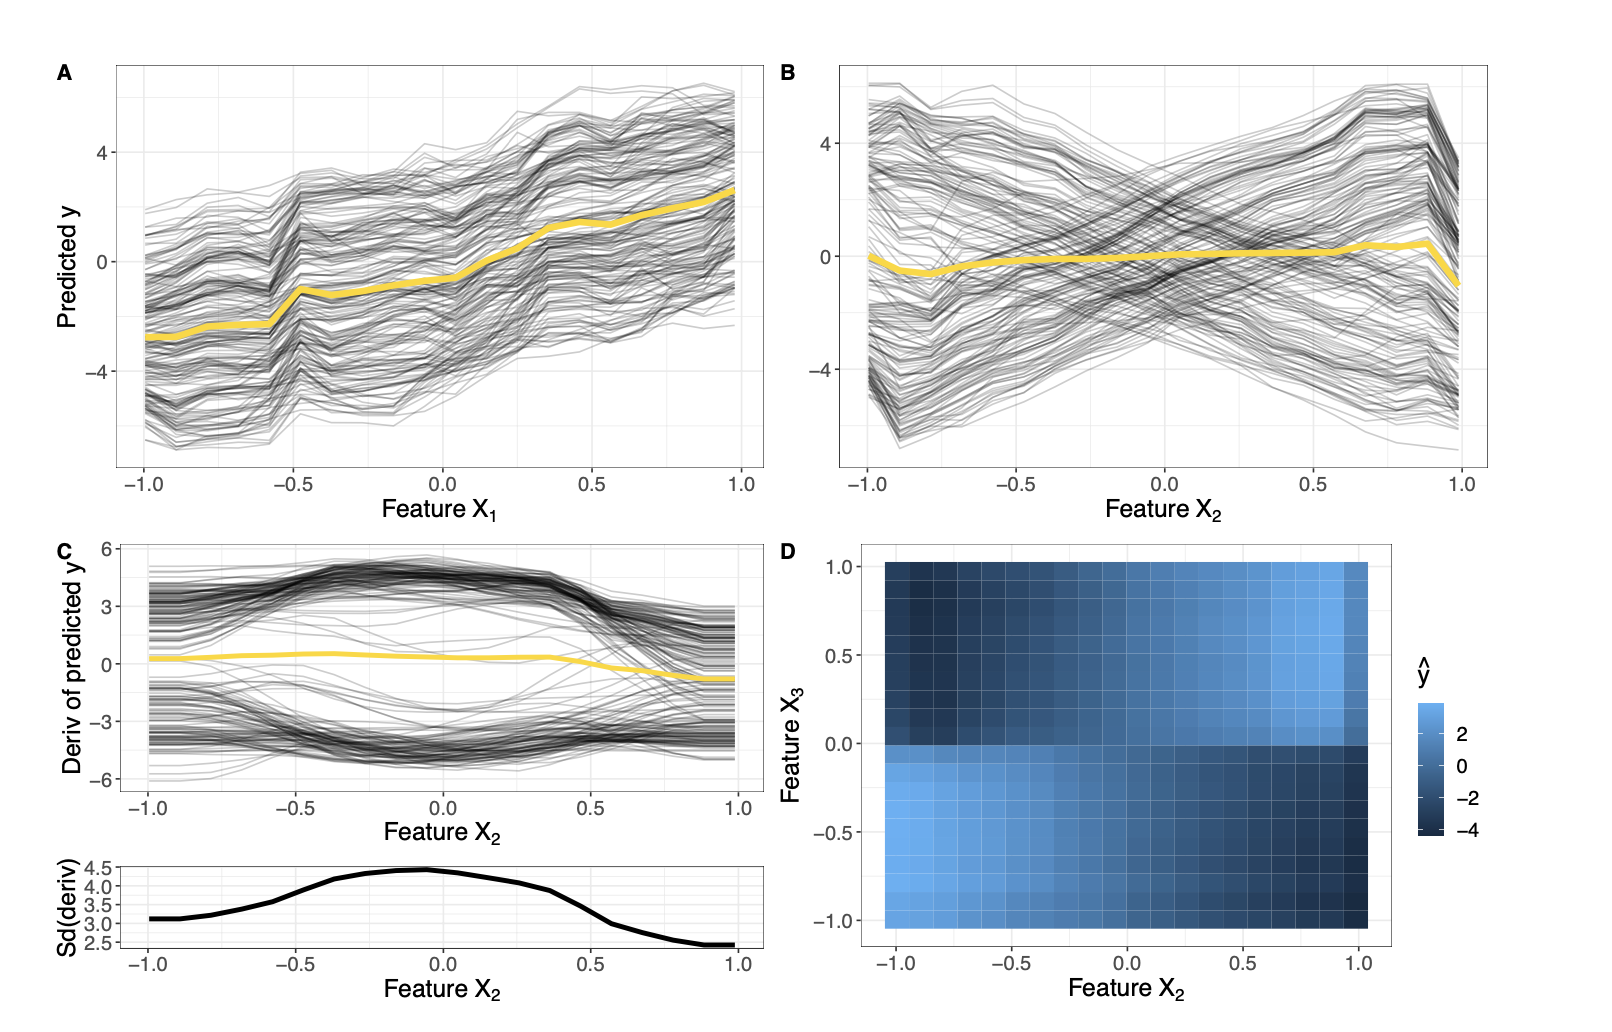 A
Predicted y
4
0
−4
−1.0 −0.5 0.0 0.5 1.0
Feature X1
B
4
0
−4
−1.0 −0.5 0.0 0.5 1.0
Feature X2
C
Deriv of predicted y
6
3
0
−3
−6
−1.0 −0.5 0.0 0.5 1.0
Feature X2
Sd(deriv)
4.5
4.0
3.5
3.0
2.5
−1.0 −0.5 0.0 0.5 1.0
Feature X2
D
Feature X3
1.0
0.5
0.0
−0.5
−1.0
−1.0 −0.5 0.0 0.5 1.0
Feature X2
ŷ
2
0
−2
−4